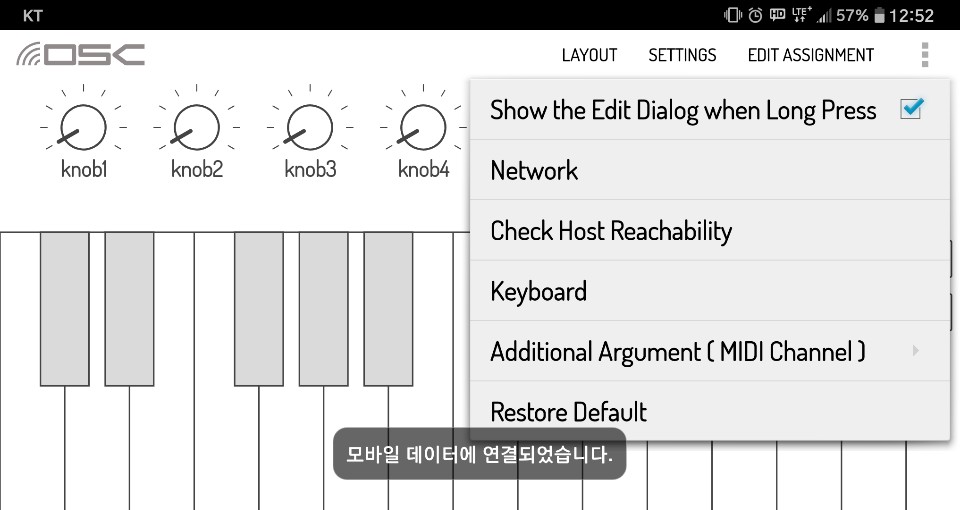 KT
HD LTE+ 57% 12:52
OSC LAYOUT SETTINGS EDIT ASSIGNMENT
Show the Edit Dialog when Long Press
knob1 knob2 knob3 knob4
Network
Check Host Reachability
Keyboard
Additional Argument ( MIDI Channel )
Restore Default
모바일 데이터에 연결되었습니다.